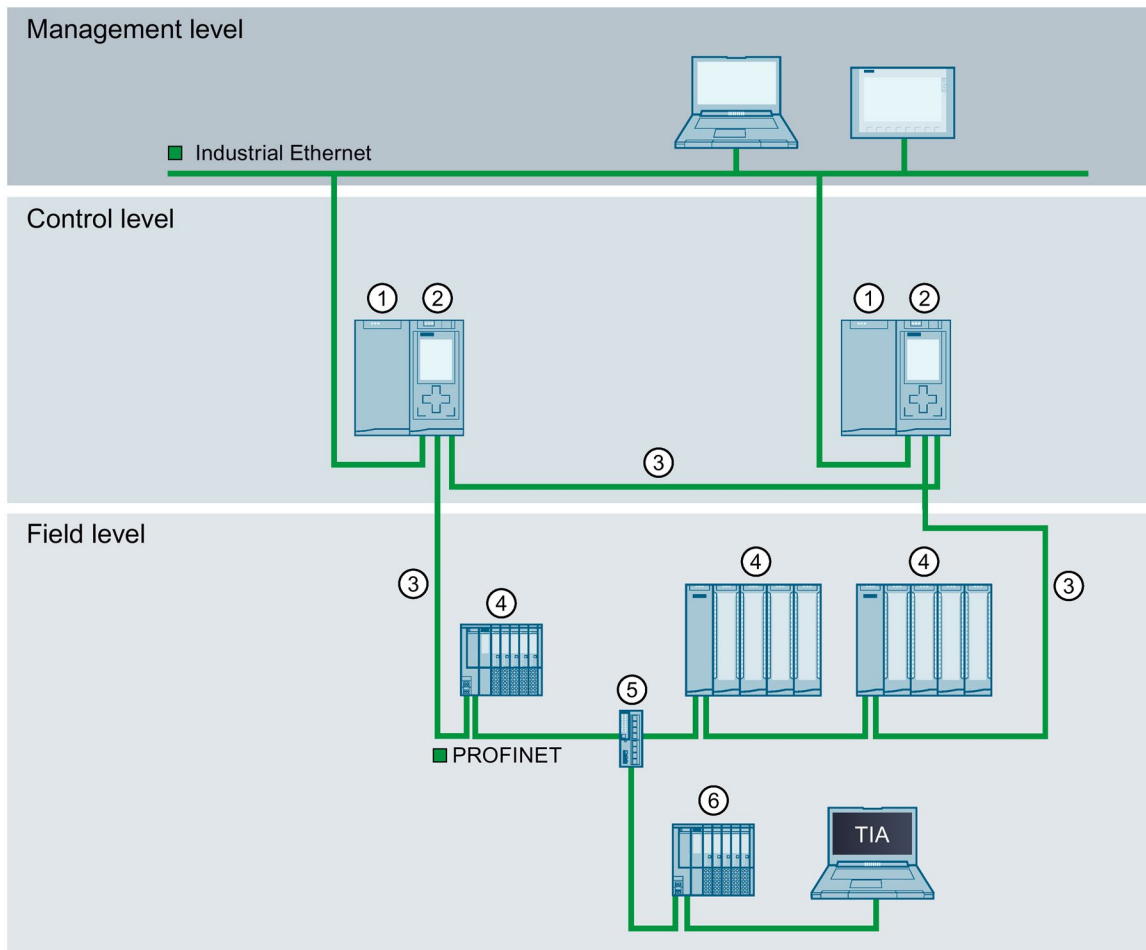 Management level
Industrial Ethernet
Control level
① ② ① ②
③
Field level
③ ④ ④ ④ ③
⑤
PROFINET
⑥
TIA